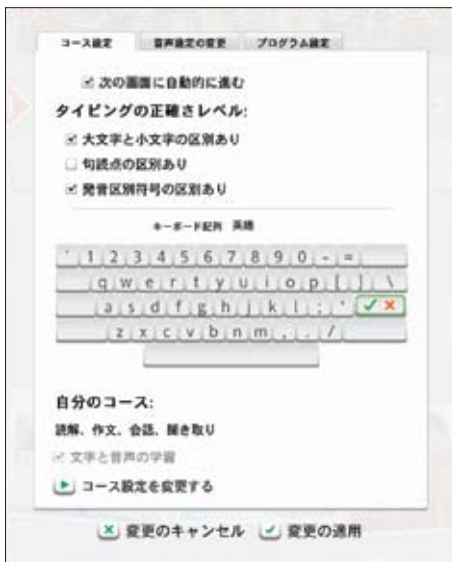 コース設定 音声設定の変更 プログラム設定
次の画面に自動的に進む
タイピングの正確さレベル:
大文字と小文字の区別あり
句読点の区別あり
発音区別符号の区別あり
キーボード配列 英語
` 1 2 3 4 5 6 7 8 9 0 - =
q w e r t y u i o p [ ] \
a s d f g h j k l ; '
z x c v b n m , . /
自分のコース:
読解、作文、会話、聞き取り
文字と音声の学習
コース設定を変更する
変更のキャンセル 変更の適用